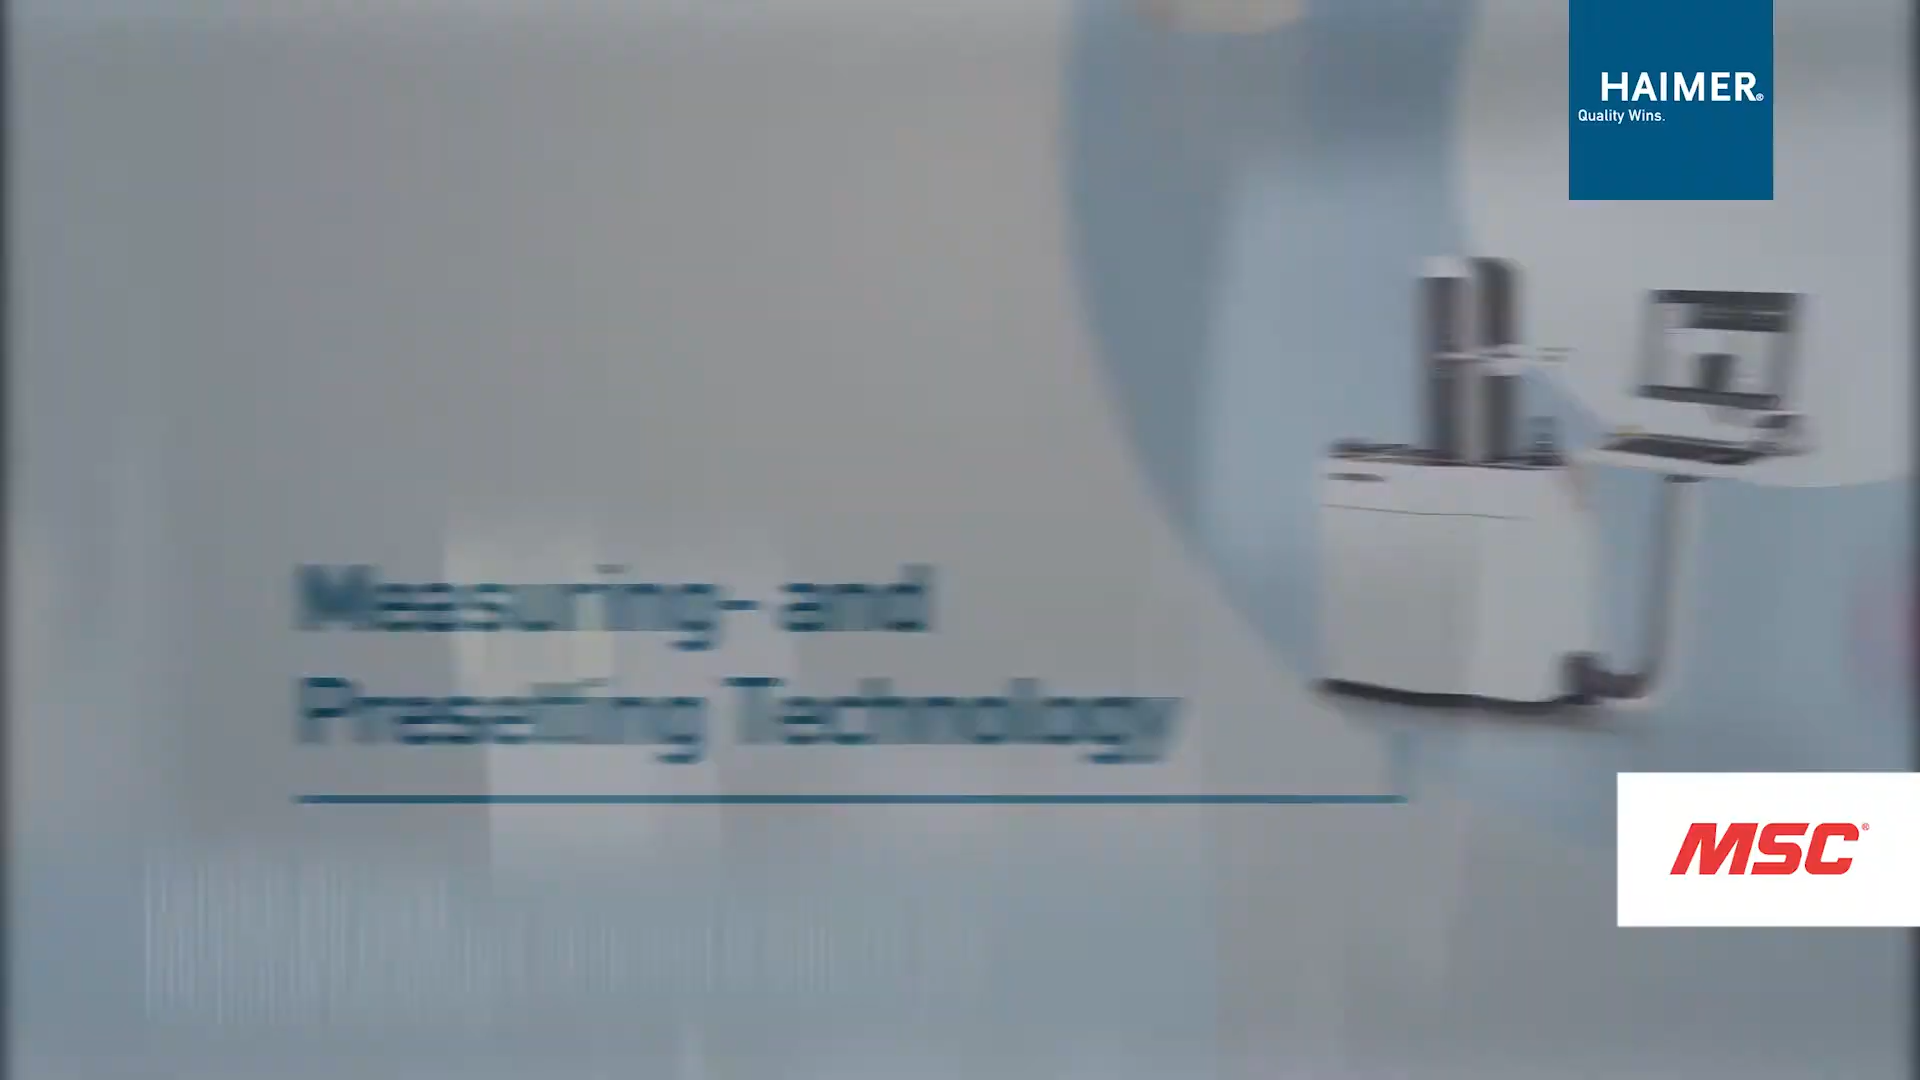 HAIMER®
Quality Wins.
Measuring- and
Presetting Technology
MSC®